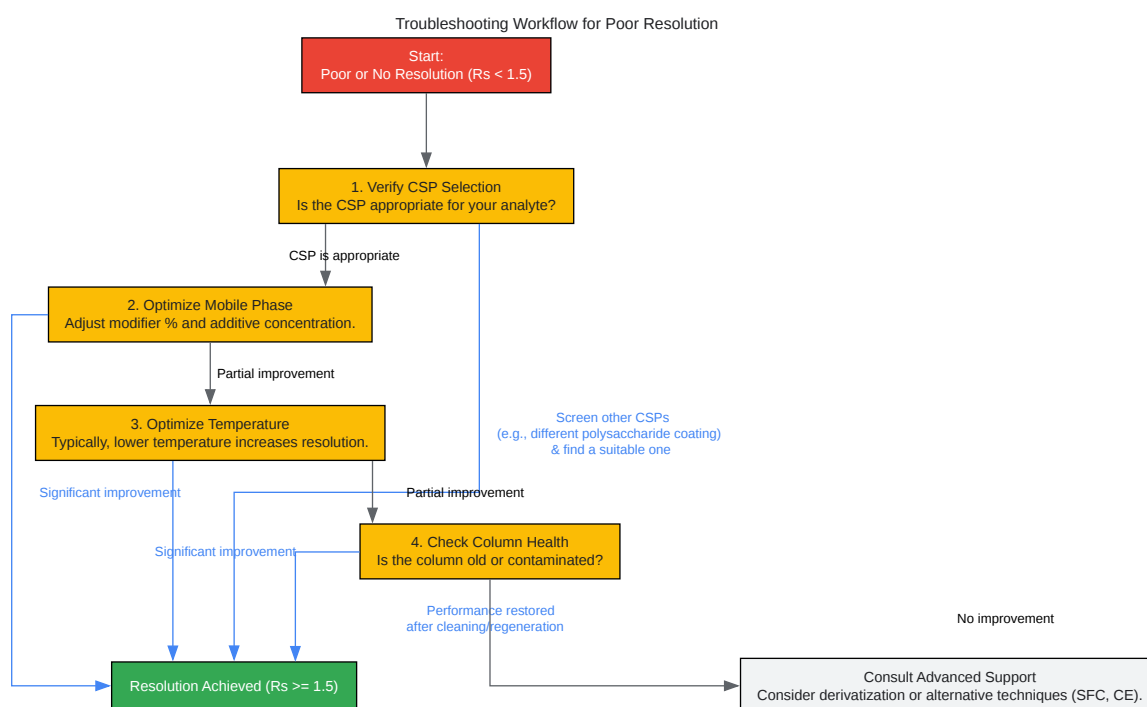 Troubleshooting Workflow for Poor Resolution
Start:
Poor or No Resolution (Rs < 1.5)
1. Verify CSP Selection
Is the CSP appropriate for your analyte?
CSP is appropriate
2. Optimize Mobile Phase
Adjust modifier % and additive concentration.
Partial improvement
3. Optimize Temperature
Typically, lower temperature increases resolution.
Screen other CSPs
(e.g., different polysaccharide coating)
& find a suitable one
Significant improvement
Partial improvement
4. Check Column Health
Is the column old or contaminated?
Significant improvement
Performance restored
after cleaning/regeneration
No improvement
Resolution Achieved (Rs >= 1.5)
Consult Advanced Support
Consider derivatization or alternative techniques (SFC, CE).